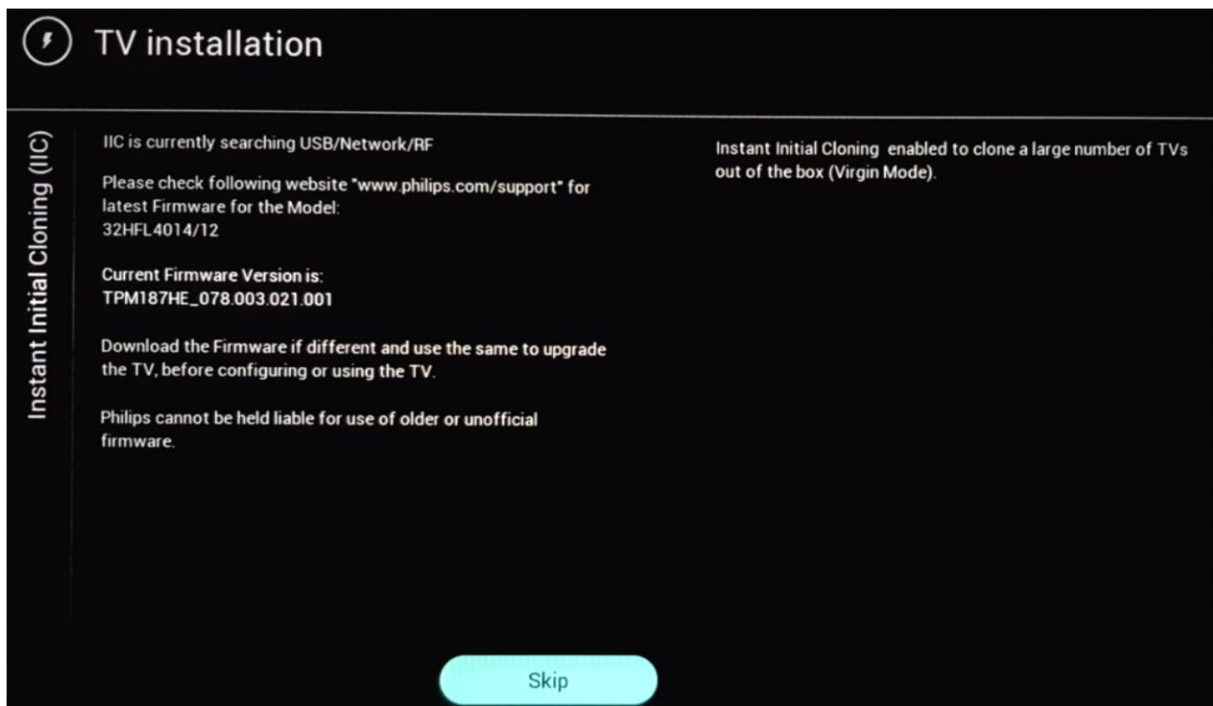 TV installation
Instant Initial Cloning (IIC)
IIC is currently searching USB/Network/RF
Please check following website "www.philips.com/support" for
latest Firmware for the Model:
32HFL4014/12
Current Firmware Version is:
TPM187HE_078.003.021.001
Download the Firmware if different and use the same to upgrade
the TV, before configuring or using the TV.
Philips cannot be held liable for use of older or unofficial
firmware.
Instant Initial Cloning enabled to clone a large number of TVs
out of the box (Virgin Mode).
Skip